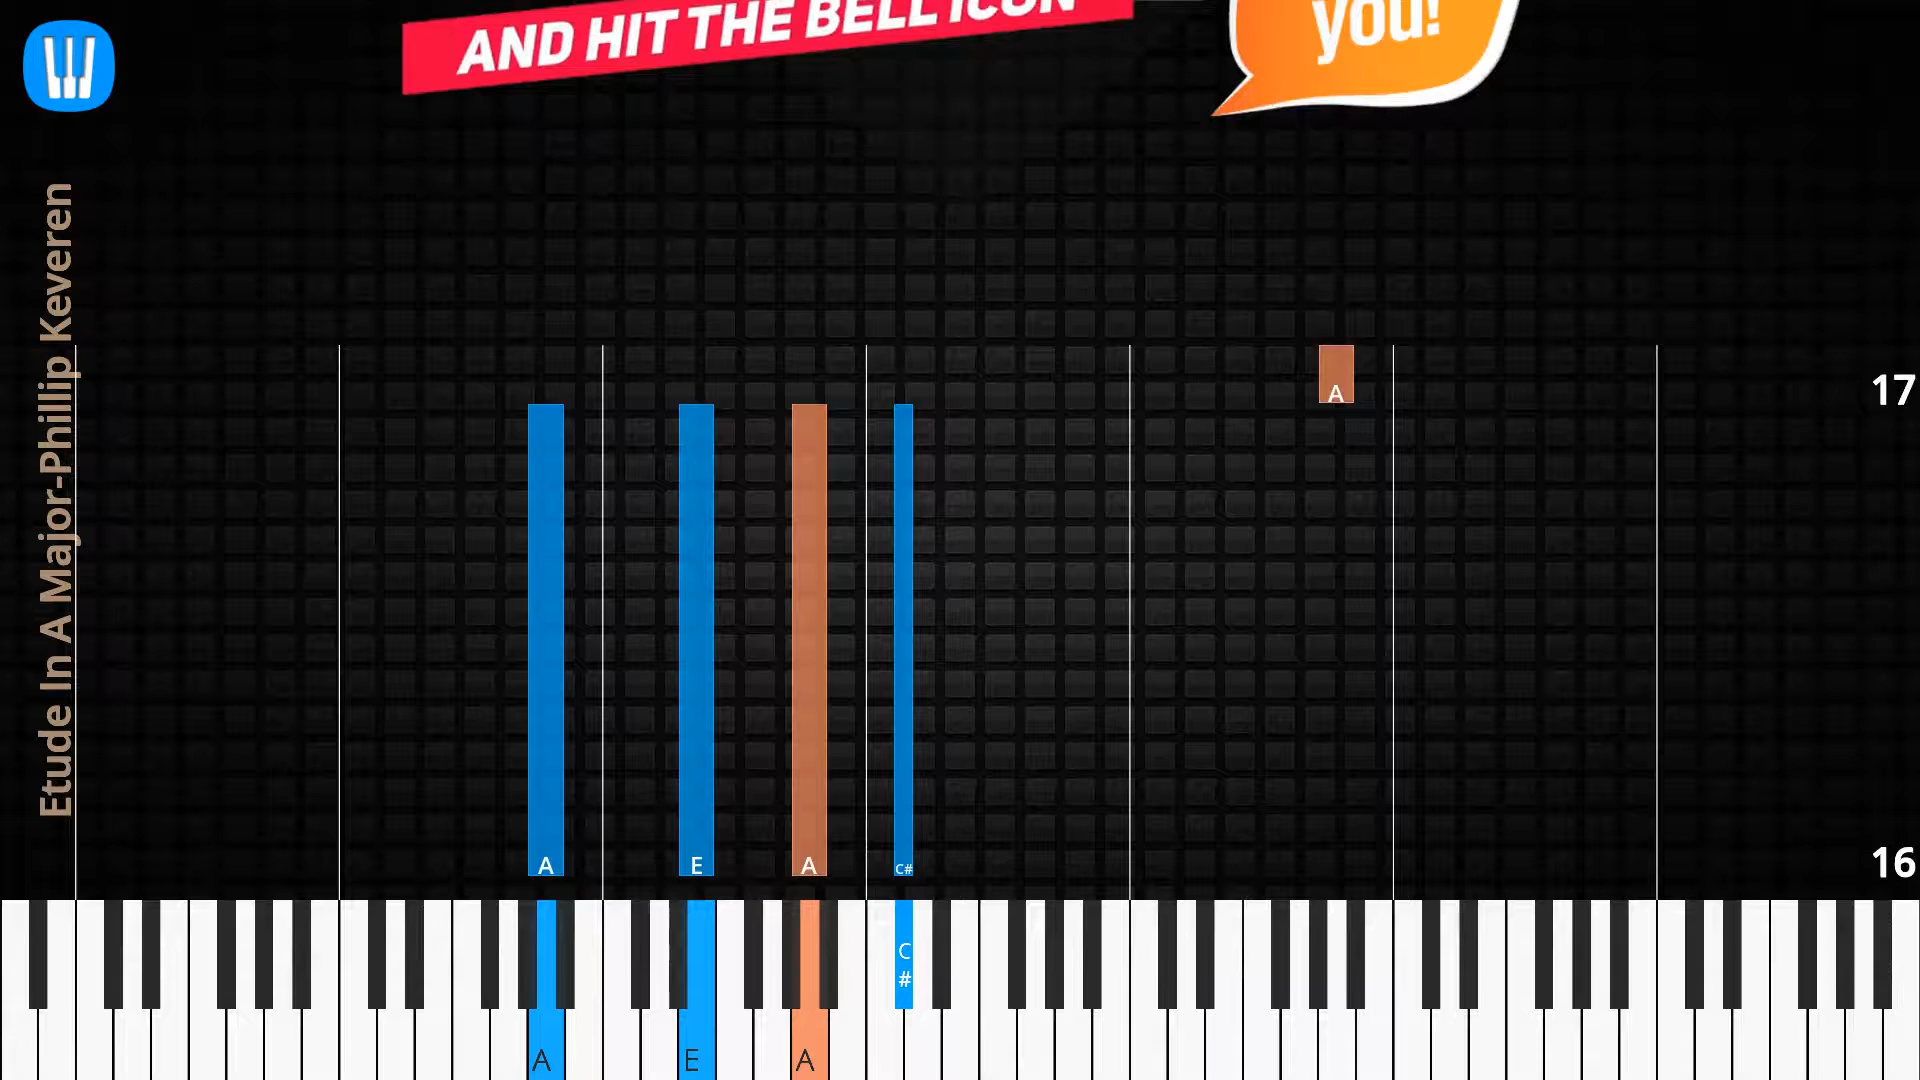 AND HIT THE BELL ICON
you!
Etude In A Major-Phillip Keveren
A
17
A
E
A
C#
16
C
#
A
E
A